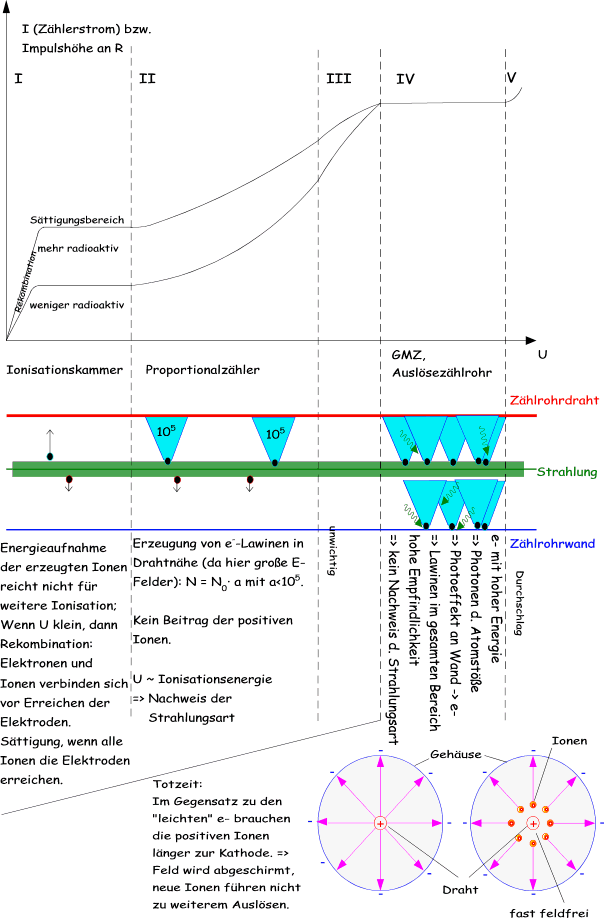 I (Zählerstrom) bzw.
Impulshöhe an R
I
II
III
IV
V
Sättigungsbereich
mehr radioaktiv
Rekombination
weniger radioaktiv
U
Ionisationskammer
Proportionalzähler
GMZ,
Auslösezählrohr
Zählrohrdraht
10⁵
10⁵
Strahlung
Zählrohrwand
Energieaufnahme
der erzeugten Ionen
reicht nicht für
weitere Ionisation;
Wenn U klein, dann
Rekombination:
Elektronen und
Ionen verbinden sich
vor Erreichen der
Elektroden.
Sättigung, wenn alle
Ionen die Elektroden
erreichen.
Erzeugung von e⁻-Lawinen in
Drahtnähe (da hier große E-
Felder): N = N₀· a mit a<10⁵.
Kein Beitrag der positiven
Ionen.
U ~ Ionisationsenergie
=> Nachweis der
Strahlungsart
unwichtig
e- mit hoher Energie
=> Photonen d. Atomstöße
=> Photoeffekt an Wand -> e-
=> Lawinen im gesamten Bereich
hohe Empfindlichkeit
=> kein Nachweis d. Strahlungsart
Durchschlag
Totzeit:
Im Gegensatz zu den
"leichten" e- brauchen
die positiven Ionen
länger zur Kathode. =>
Feld wird abgeschirmt,
neue Ionen führen nicht
zu weiterem Auslösen.
Gehäuse
Ionen
- - - - - - - -
+
- - - - - - - -
+
Draht
fast feldfrei